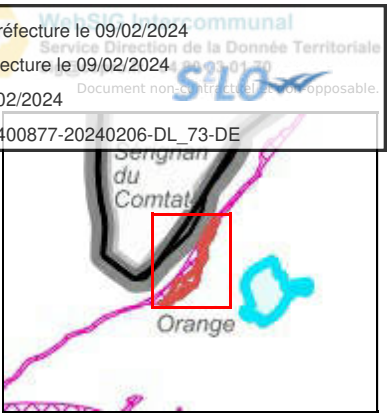 WebSIG Intercommunal
réfecture le 09/02/2024
Service Direction de la Donnée Territoriale
ecture le 09/02/2024
02/2024
S²LO
Document non-contractuel et non-opposable.
400877-20240206-DL_73-DE
Sérignan
du
Comtat
Orange